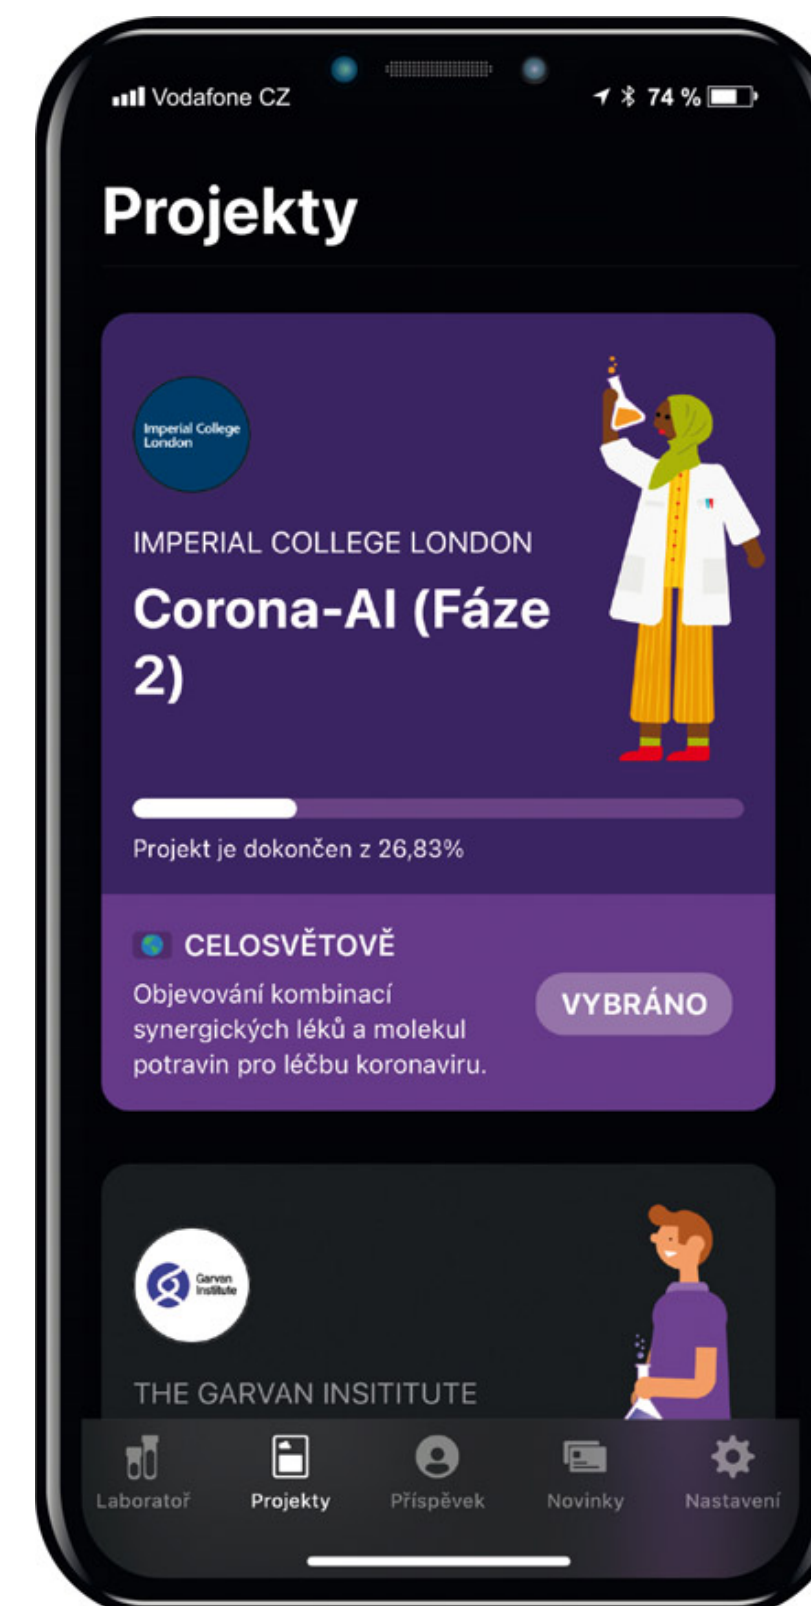 Vodafone CZ
74 %
Projekty
Imperial College
London
IMPERIAL COLLEGE LONDON
Corona-AI (Fáze
2)
Projekt je dokončen z 26,83%
CELOSVĚTOVĚ
Objevování kombinací
synergických léků a molekul
potravin pro léčbu koronaviru.
VYBRÁNO
Garvan
Institute
THE GARVAN INSITITUTE
Laboratoř
Projekty
Příspěvek
Novinky
Nastavení